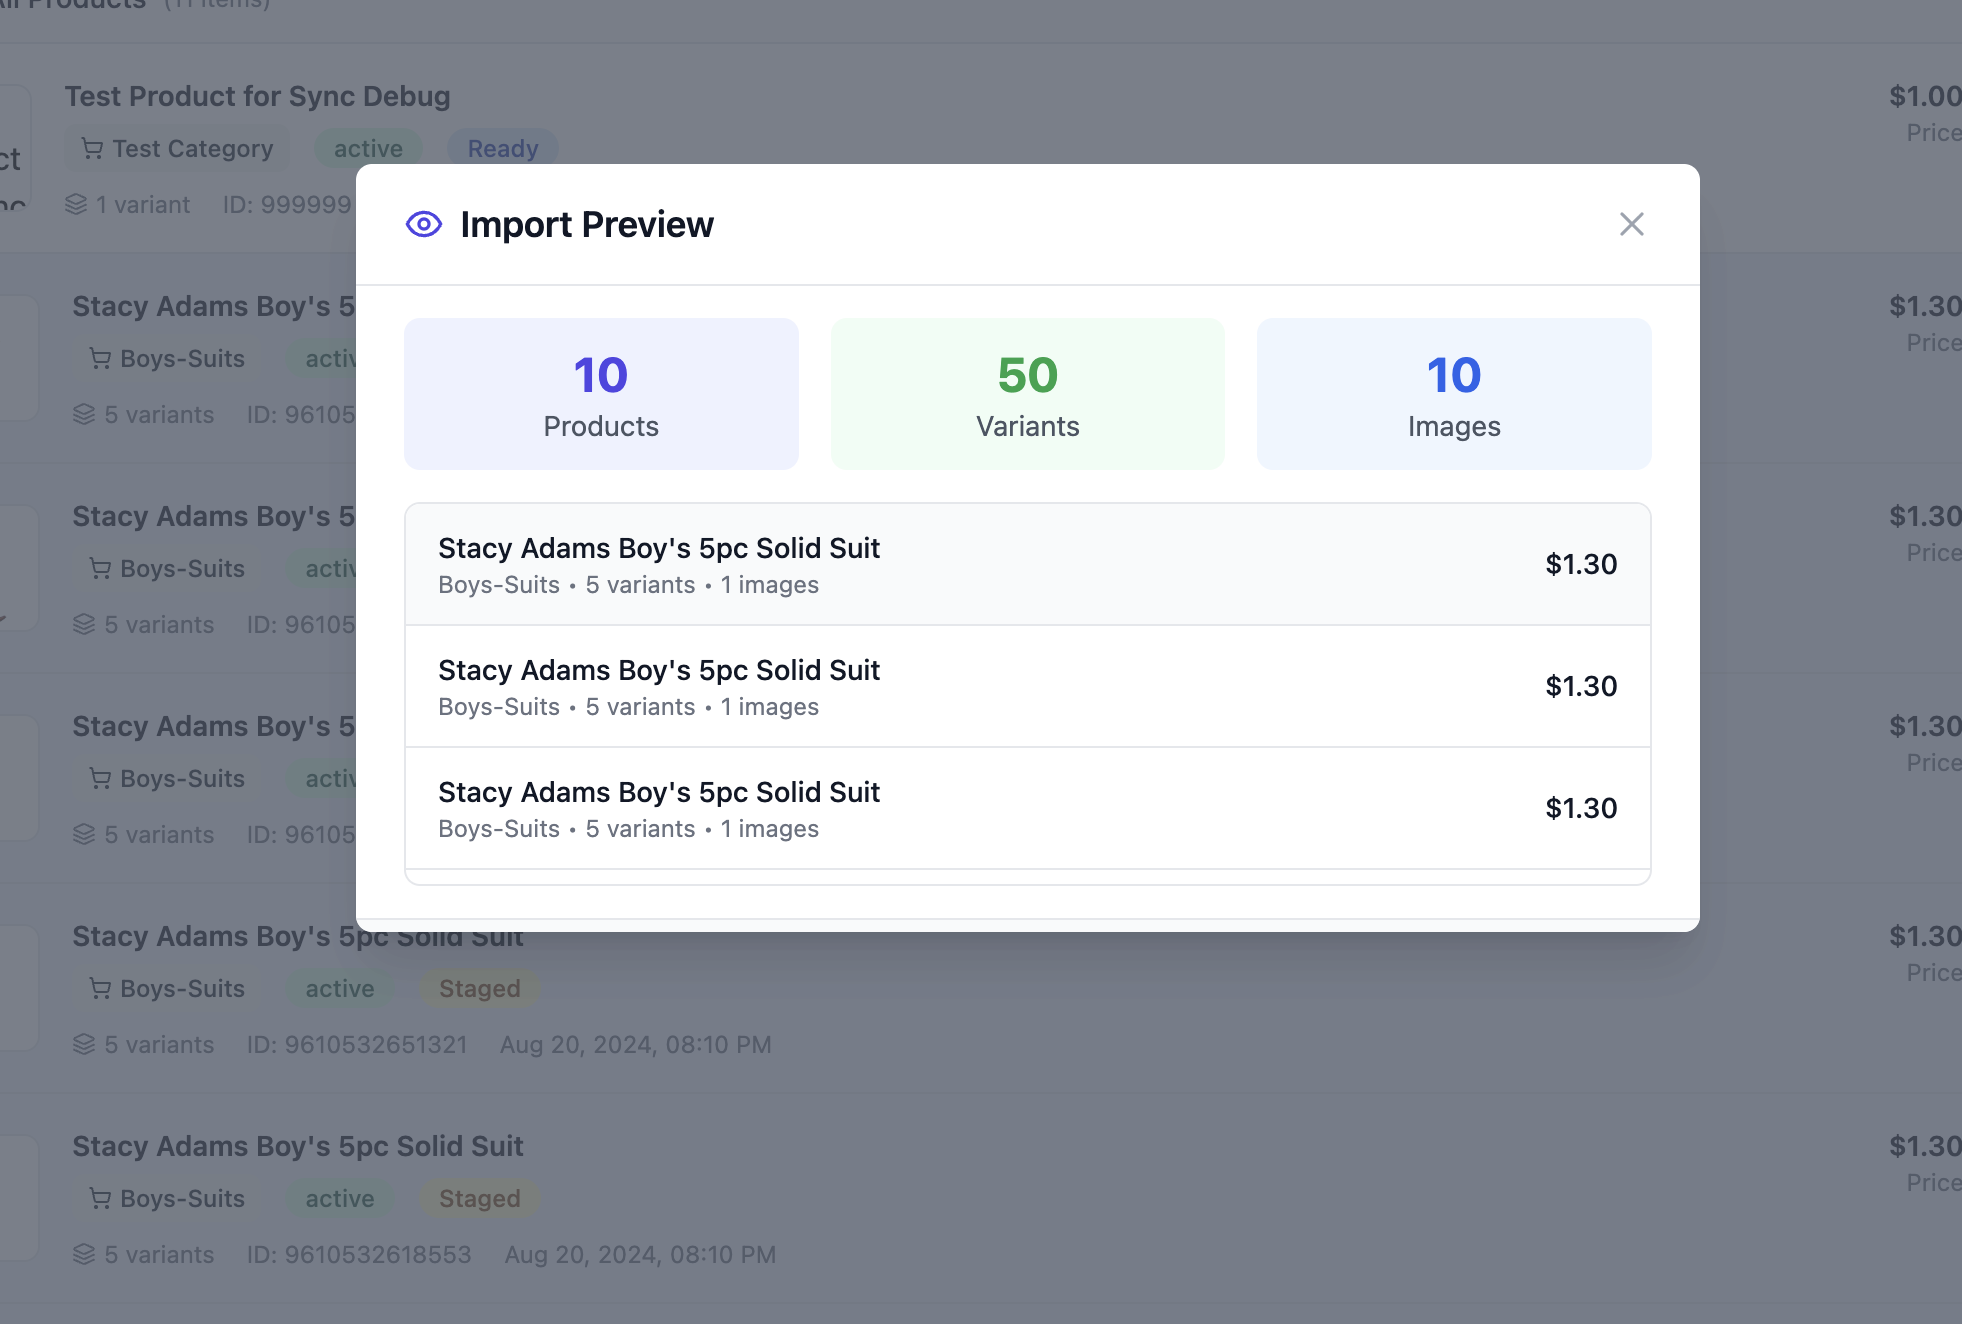 All Products (11 items)
Test Product for Sync Debug
$1.00
Test Category active Ready
Price
1 variant ID: 999999
Import Preview
Stacy Adams Boy's 5
$1.30
Boys-Suits
Price
5 variants ID: 96105
10
Products
50
Variants
10
Images
Stacy Adams Boy's 5
$1.30
Boys-Suits
Price
5 variants ID: 96105
Stacy Adams Boy's 5pc Solid Suit
Boys-Suits • 5 variants • 1 images
$1.30
Stacy Adams Boy's 5pc Solid Suit
Boys-Suits • 5 variants • 1 images
$1.30
Stacy Adams Boy's 5
$1.30
Boys-Suits
Price
5 variants ID: 96105
Stacy Adams Boy's 5pc Solid Suit
Boys-Suits • 5 variants • 1 images
$1.30
Stacy Adams Boy's 5pc Solid Suit
$1.30
Boys-Suits active Staged
Price
5 variants ID: 9610532651321 Aug 20, 2024, 08:10 PM
Stacy Adams Boy's 5pc Solid Suit
$1.30
Boys-Suits active Staged
Price
5 variants ID: 9610532618553 Aug 20, 2024, 08:10 PM